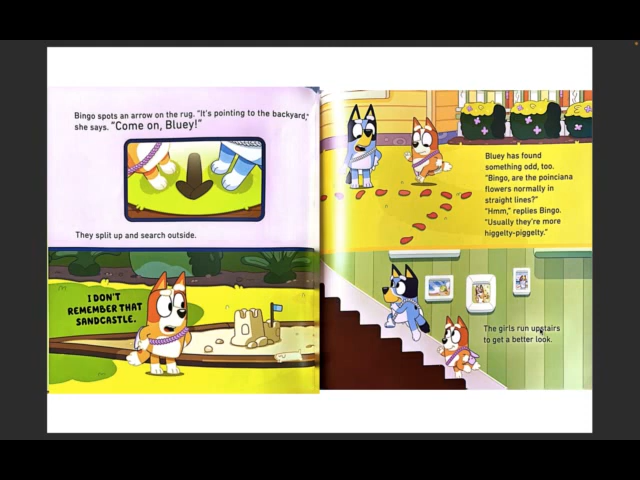 Bingo spots an arrow on the rug. "It's pointing to the backyard,"
she says. "Come on, Bluey!"
They split up and search outside.
I DON'T
REMEMBER THAT
SANDCASTLE.
Bluey has found
something odd, too.
"Bingo, are the poinciana
flowers normally in
straight lines?"
"Hmm," replies Bingo.
"Usually they're more
higgelty-piggelty."
The girls run upstairs
to get a better look.